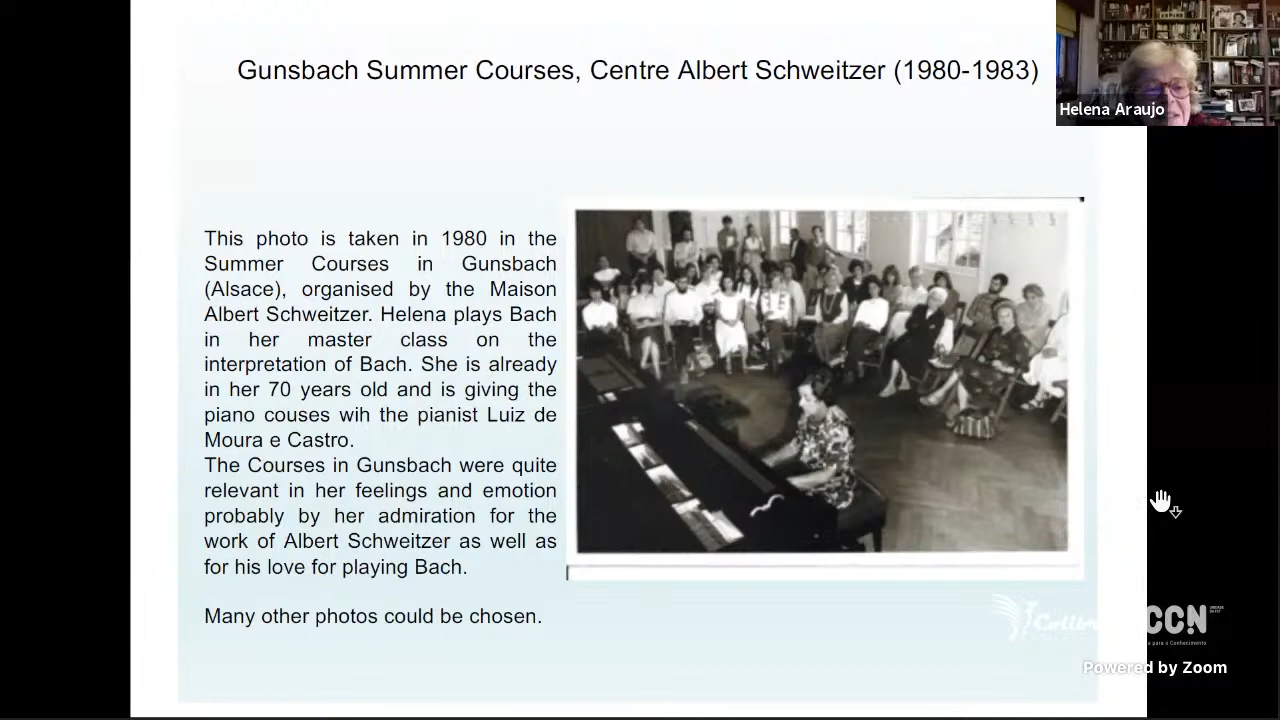 Gunsbach Summer Courses, Centre Albert Schweitzer (1980-1983)
Helena Araujo
This photo is taken in 1980 in the
Summer Courses in Gunsbach
(Alsace), organised by the Maison
Albert Schweitzer. Helena plays Bach
in her master class on the
interpretation of Bach. She is already
in her 70 years old and is giving the
piano couses wih the pianist Luiz de
Moura e Castro.
The Courses in Gunsbach were quite
relevant in her feelings and emotion
probably by her admiration for the
work of Albert Schweitzer as well as
for his love for playing Bach.
Many other photos could be chosen.
CCN
para o Conhecimento
Powered by Zoom